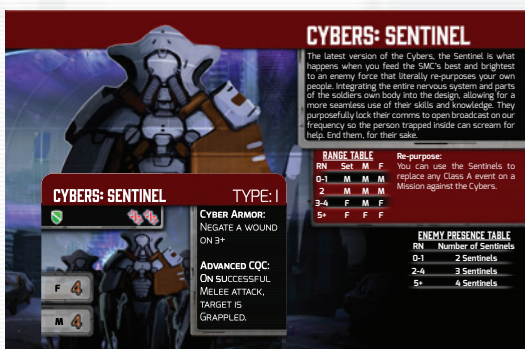 CYBERS: SENTINEL
The latest version of the Cybers, the Sentinel is what
happens when you feed the SMC's best and brightest
to an enemy force that literally re-purposes your own
people. Integrating the entire nervous system and parts
of the soldiers own body into the design, allowing for a
more seamless use of their skills and knowledge. They
purposefully lock their comms to open broadcast on our
frequency so the person trapped inside can scream for
help. End them, for their sake.
RANGE TABLE
RN Set M F
0-1 M M M
2 M M M
3-4 F M F
5+ F F F
Re-purpose:
You can use the Sentinels to
replace any Class A event on a
Mission against the Cybers.
ENEMY PRESENCE TABLE
RN Number of Sentinels
0-1 2 Sentinels
2-4 3 Sentinels
5+ 4 Sentinels
CYBERS: SENTINEL TYPE: I
CYBER ARMOR:
NEGATE A WOUND
ON 3+
ADVANCED CQC:
ON SUCCESSFUL
MELEE ATTACK,
TARGET IS
GRAPPLED.
F 4
M 4